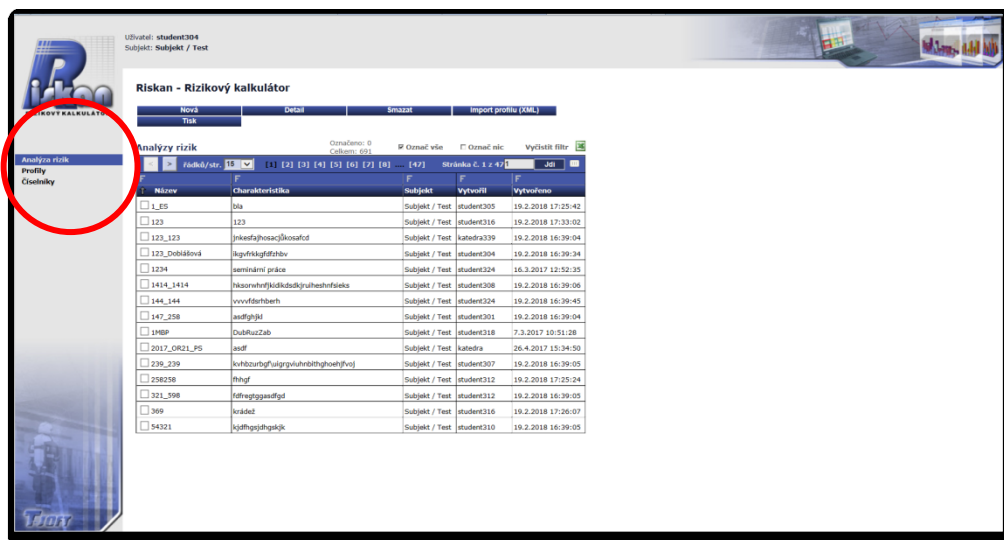 Uživatel: student304
Subjekt: Subjekt / Test
Riskan
RIZIKOVÝ KALKULÁTOR
Riskan - Rizikový kalkulátor
Nová Detail Smazat Import profilu (XML)
Tisk
Analýza rizik
Profily
Číselníky
Analýzy rizik Označeno: 0 Celkem: 691 Označ vše Označ nic Vyčistit filtr
< > řádků/str. 15 [1] [2] [3] [4] [5] [6] [7] [8] .... [47] Stránka č. 1 z 47 1 Jdi
Název Charakteristika Subjekt Vytvořil Vytvořeno
1_ES bla Subjekt / Test student305 19.2.2018 17:25:42
123 123 Subjekt / Test student316 19.2.2018 17:33:02
123_123 jnkesfajhosacjůkosafcd Subjekt / Test katedra339 19.2.2018 16:39:04
123_Doblášová ikgvfrkkgfdfzhbv Subjekt / Test student304 19.2.2018 16:39:34
1234 seminární práce Subjekt / Test student324 16.3.2017 12:52:35
1414_1414 hksorwhnfjkidikdsdkjruiheshnfsieks Subjekt / Test student308 19.2.2018 16:39:06
144_144 vvvvfdsrhberh Subjekt / Test student324 19.2.2018 16:39:45
147_258 asdfghjkl Subjekt / Test student301 19.2.2018 16:39:04
1MBP DubRuzZab Subjekt / Test student318 7.3.2017 10:51:28
2017_OR21_PS asdf Subjekt / Test katedra 26.4.2017 15:34:50
239_239 Subjekt / Test student307 19.2.2018 16:39:05
258258 fhhgf Subjekt / Test student312 19.2.2018 17:25:24
321_598 fdfregtggasdfgd Subjekt / Test student312 19.2.2018 16:39:05
369 krádež Subjekt / Test student316 19.2.2018 17:26:07
54321 kjdfhgsjdhgskjk Subjekt / Test student310 19.2.2018 16:39:05
TJSOFT